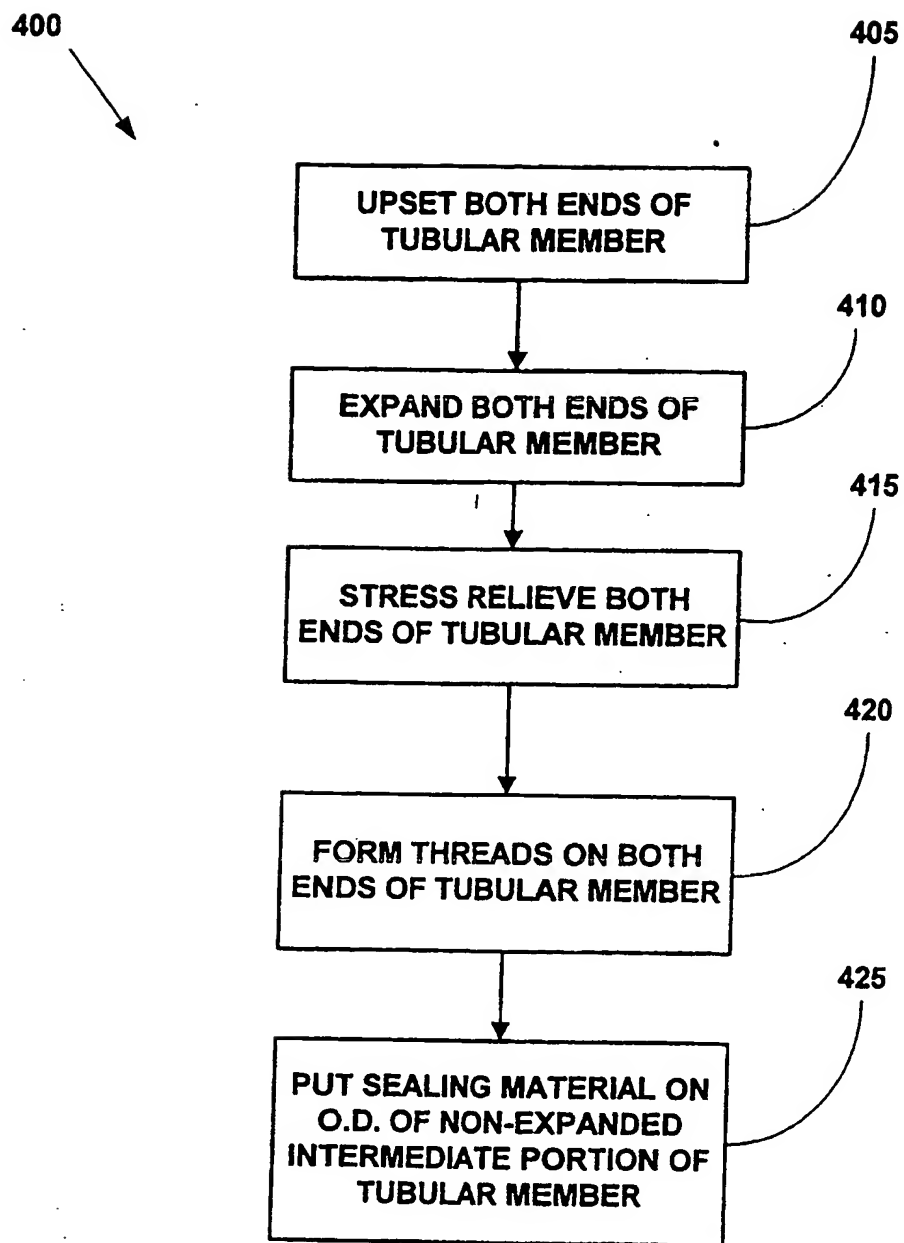 400
405
UPSET BOTH ENDS OF
TUBULAR MEMBER
410
EXPAND BOTH ENDS OF
TUBULAR MEMBER
415
STRESS RELIEVE BOTH
ENDS OF TUBULAR MEMBER
420
FORM THREADS ON BOTH
ENDS OF TUBULAR MEMBER
425
PUT SEALING MATERIAL ON
O.D. OF NON-EXPANDED
INTERMEDIATE PORTION OF
TUBULAR MEMBER